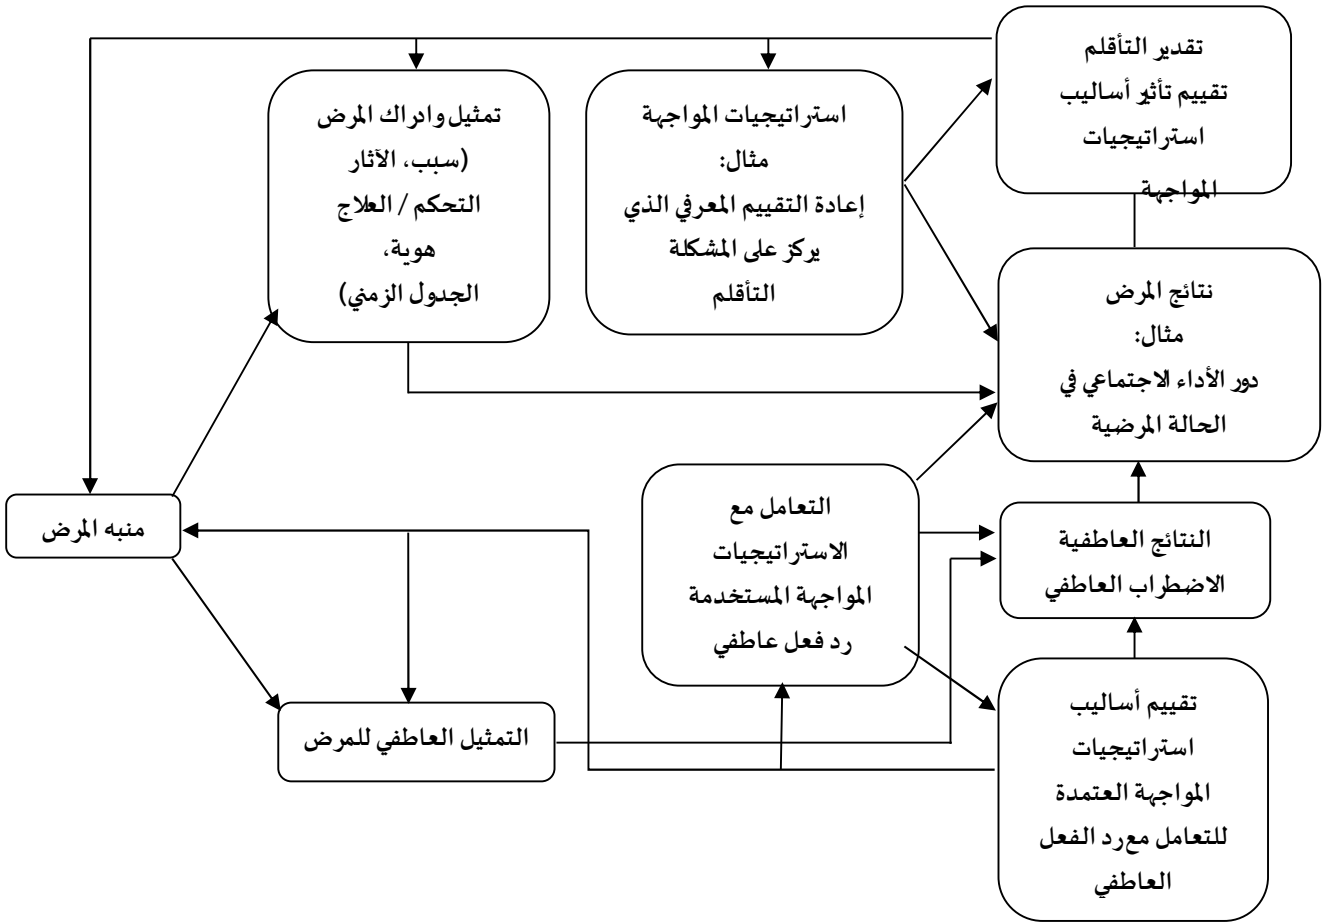 تقدير التأقلم
تقييم تأثير أساليب
استراتيجيات
المواجهة
استراتيجيات المواجهة
مثال:
إعادة التقييم المعرفي الذي
يركز على المشكلة
التأقلم
تمثيل وادراك المرض
(سبب، الآثار
التحكم / العلاج
هوية،
الجدول الزمني)
نتائج المرض
مثال:
دور الأداء الاجتماعي في
الحالة المرضية
منبه المرض
التعامل مع
الاستراتيجيات
المواجهة المستخدمة
رد فعل عاطفي
النتائج العاطفية
الاضطراب العاطفي
التمثيل العاطفي للمرض
تقييم أساليب
استراتيجيات
المواجهة العتمدة
للتعامل مع رد الفعل
العاطفي